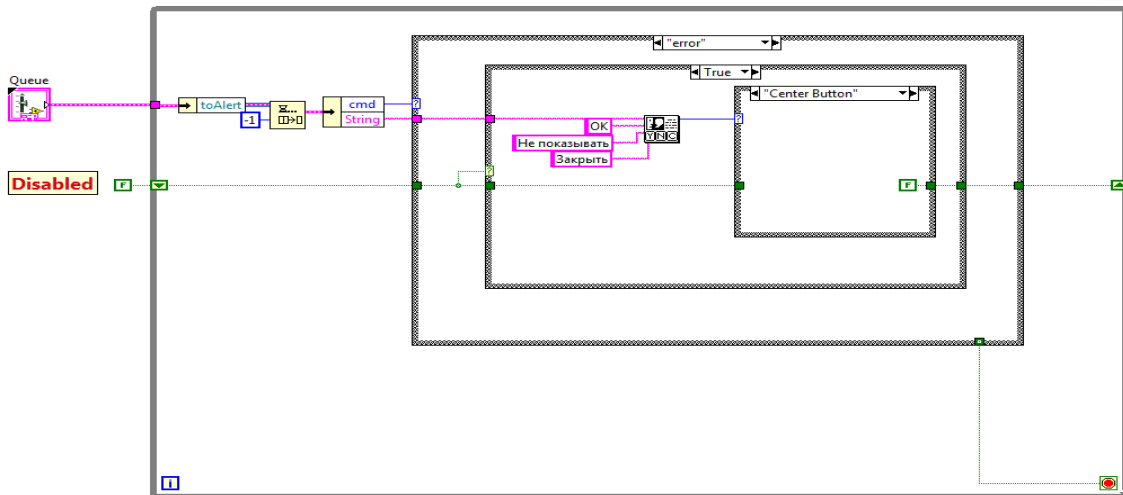 "error"
True
"Center Button"
Queue
toAlert
-1
cmd
String
OK
Не показывать
Закрыть
Y N C
Disabled
F
F
i